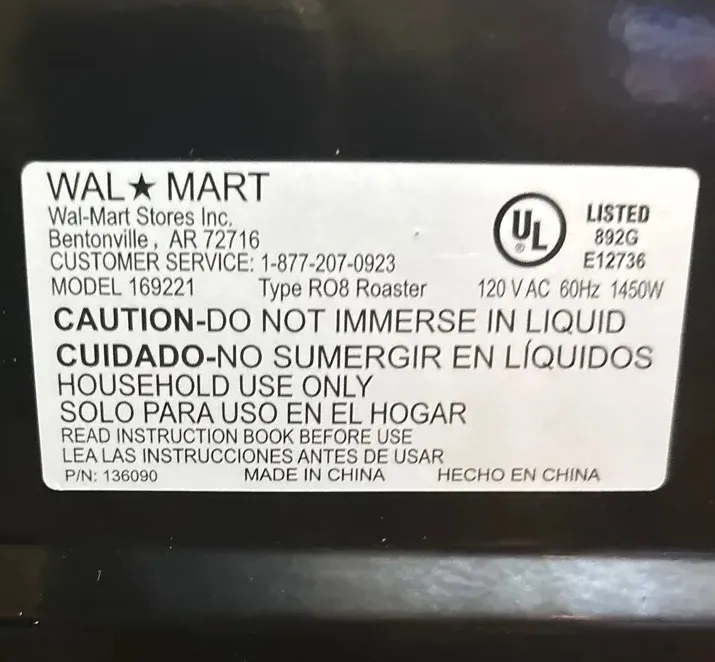 WAL★MART
Wal-Mart Stores Inc.
Bentonville, AR 72716
CUSTOMER SERVICE: 1-877-207-0923
MODEL 169221 Type RO8 Roaster 120 V AC 60Hz 1450W
UL
®
LISTED
892G
E12736
CAUTION-DO NOT IMMERSE IN LIQUID
CUIDADO-NO SUMERGIR EN LÍQUIDOS
HOUSEHOLD USE ONLY
SOLO PARA USO EN EL HOGAR
READ INSTRUCTION BOOK BEFORE USE
LEA LAS INSTRUCCIONES ANTES DE USAR
P/N: 136090 MADE IN CHINA HECHO EN CHINA